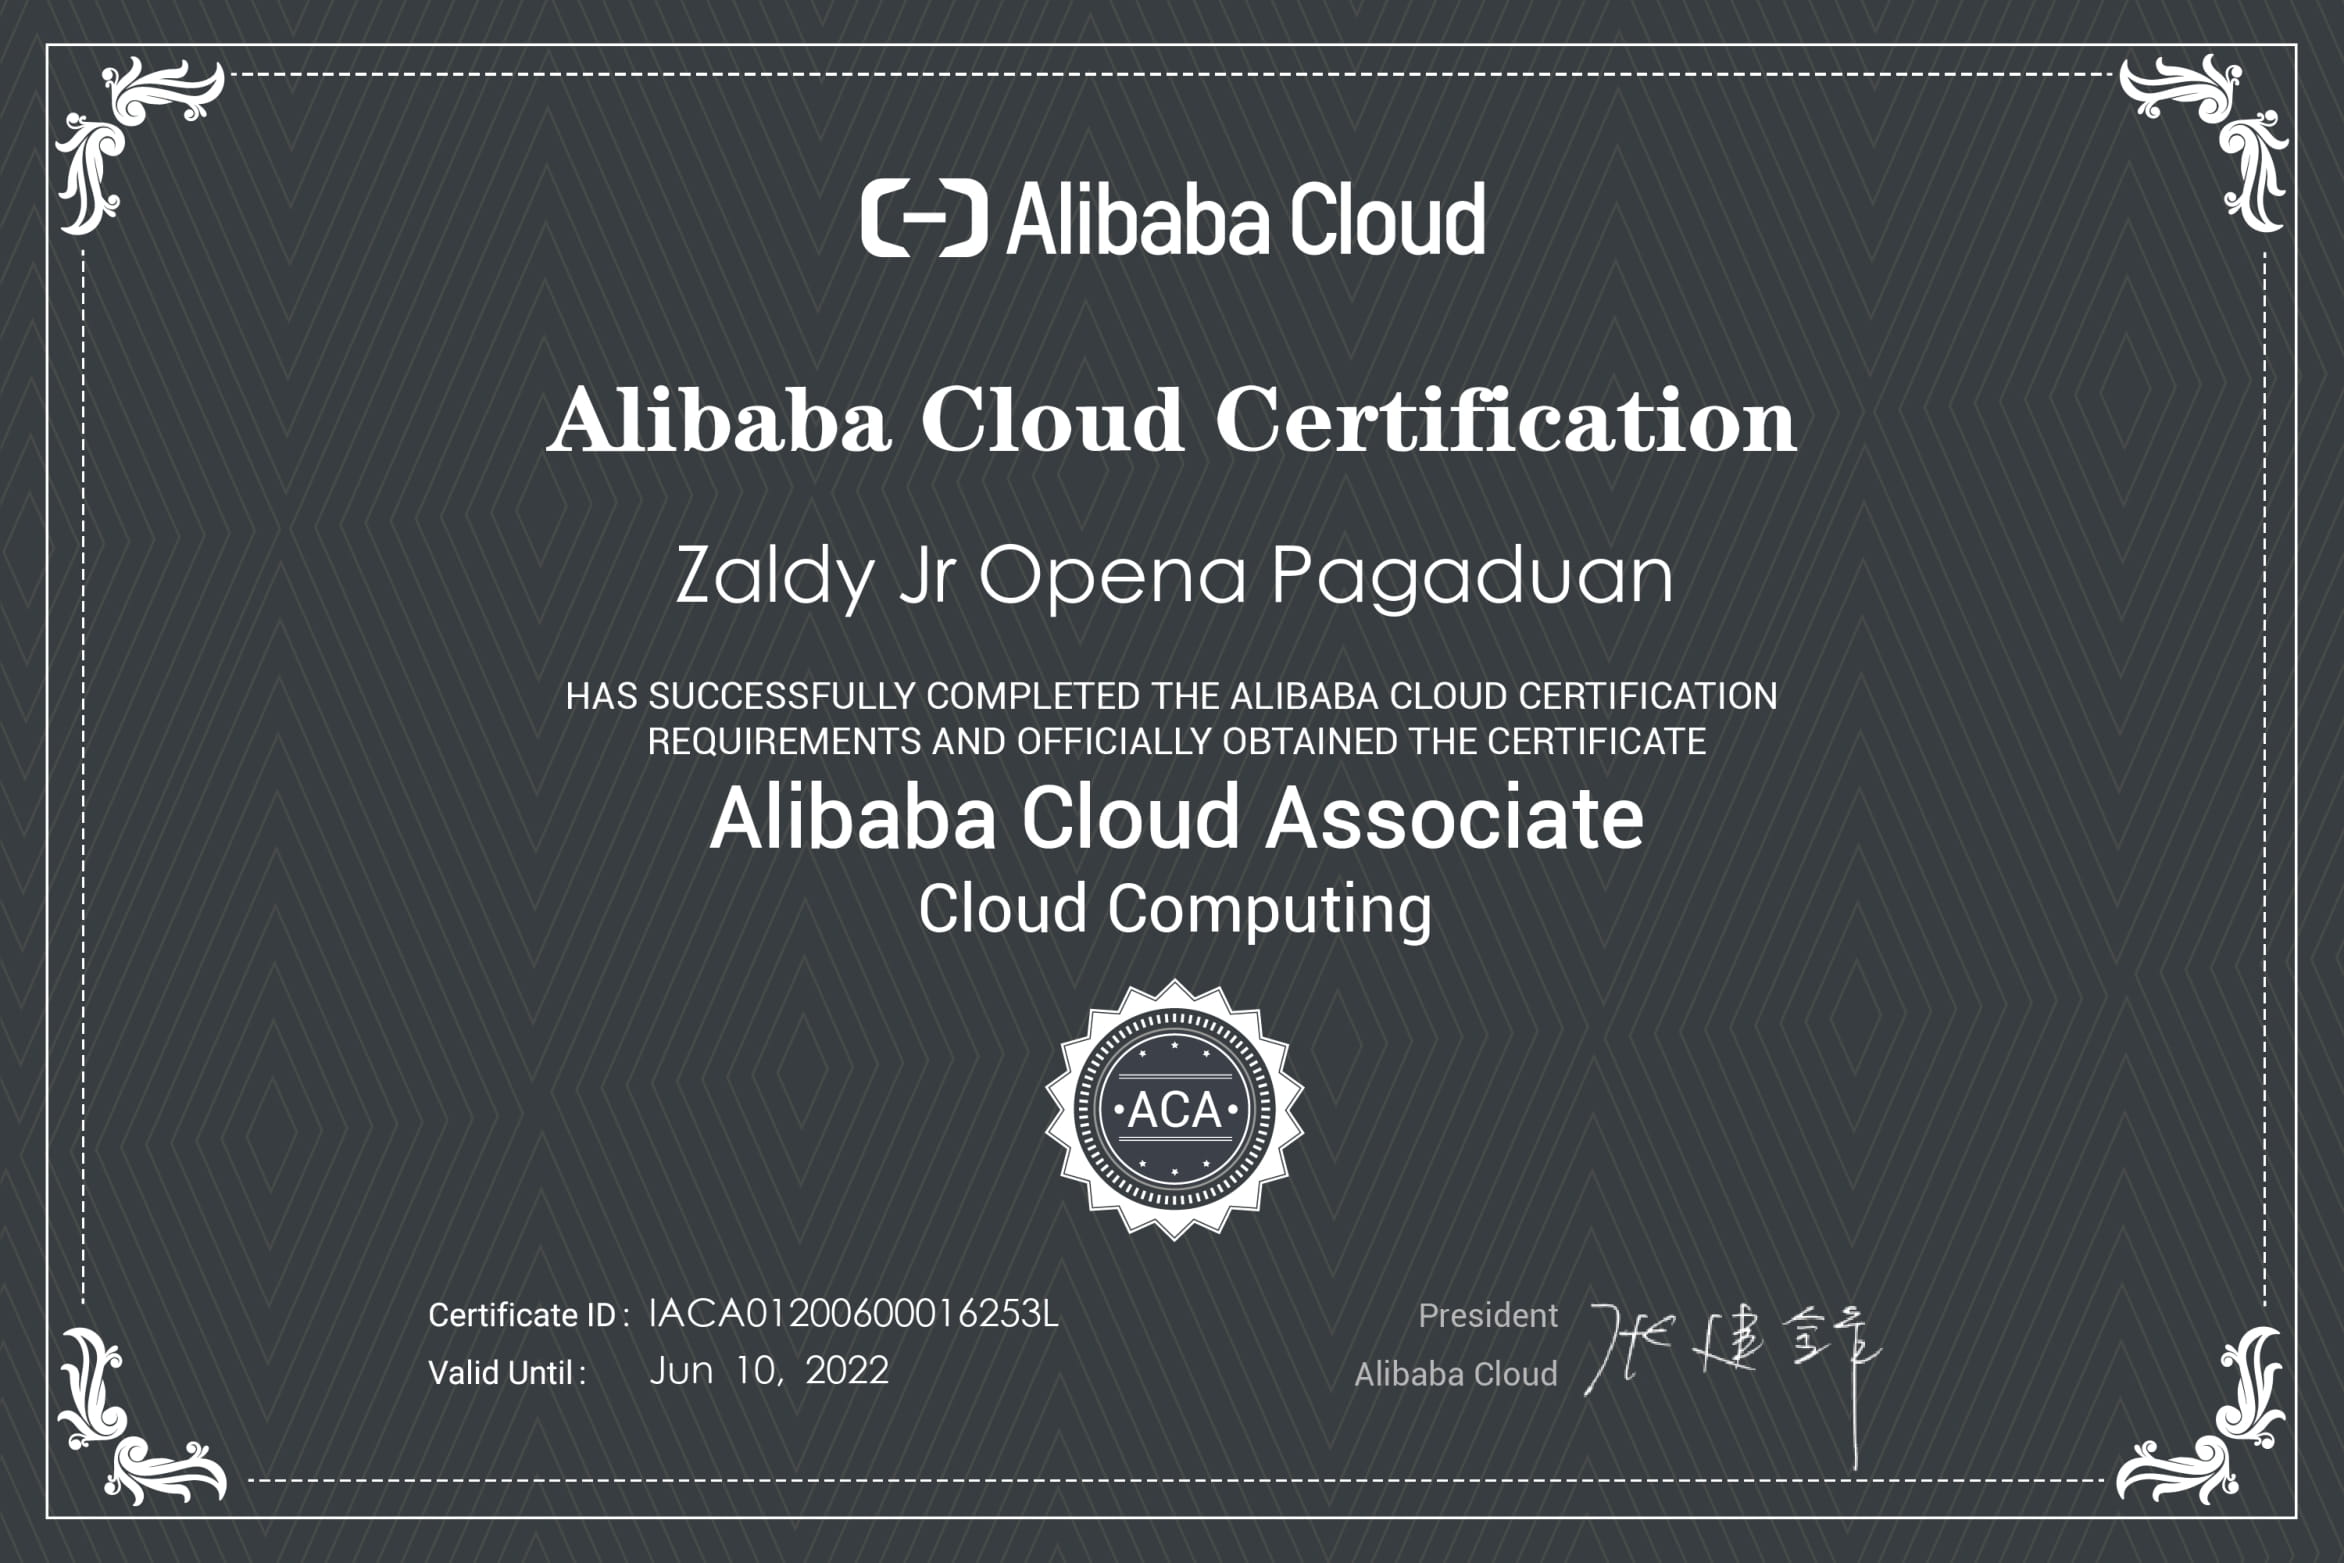 Alibaba Cloud
Alibaba Cloud Certification
Zaldy Jr Opena Pagaduan
HAS SUCCESSFULLY COMPLETED THE ALIBABA CLOUD CERTIFICATION
REQUIREMENTS AND OFFICIALLY OBTAINED THE CERTIFICATE
Alibaba Cloud Associate
Cloud Computing
•ACA•
Certificate ID : IACA01200600016253L
Valid Until : Jun 10, 2022
President
Alibaba Cloud